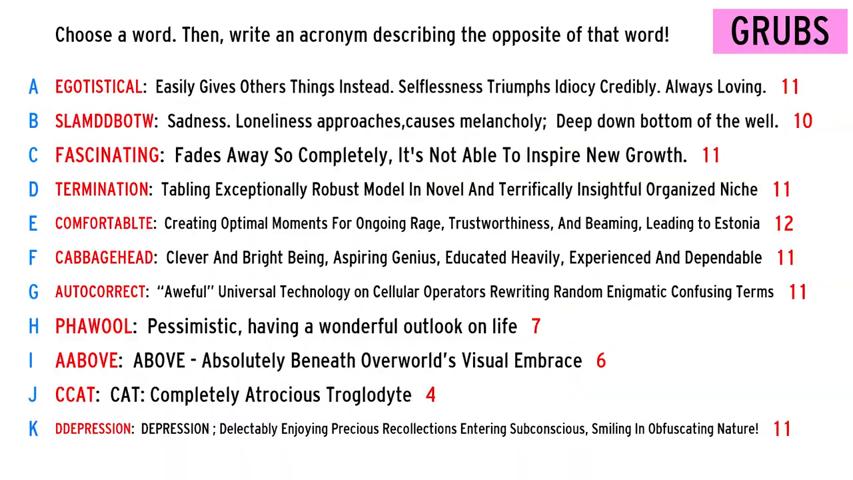 Choose a word. Then, write an acronym describing the opposite of that word!
GRUBS
A EGOTISTICAL: Easily Gives Others Things Instead. Selflessness Triumphs Idiocy Credibly. Always Loving. 11
B SLAMDDBOTW: Sadness. Loneliness approaches,causes melancholy; Deep down bottom of the well. 10
C FASCINATING: Fades Away So Completely, It's Not Able To Inspire New Growth. 11
D TERMINATION: Tabling Exceptionally Robust Model In Novel And Terrifically Insightful Organized Niche 11
E COMFORTABLTE: Creating Optimal Moments For Ongoing Rage, Trustworthiness, And Beaming, Leading to Estonia 12
F CABBAGEHEAD: Clever And Bright Being, Aspiring Genius, Educated Heavily, Experienced And Dependable 11
G AUTOCORRECT: “Aweful” Universal Technology on Cellular Operators Rewriting Random Enigmatic Confusing Terms 11
H PHAWOOL: Pessimistic, having a wonderful outlook on life 7
I AABOVE: ABOVE - Absolutely Beneath Overworld’s Visual Embrace 6
J CCAT: CAT: Completely Atrocious Troglodyte 4
K DDEPRESSION: DEPRESSION ; Delectably Enjoying Precious Recollections Entering Subconscious, Smiling In Obfuscating Nature! 11